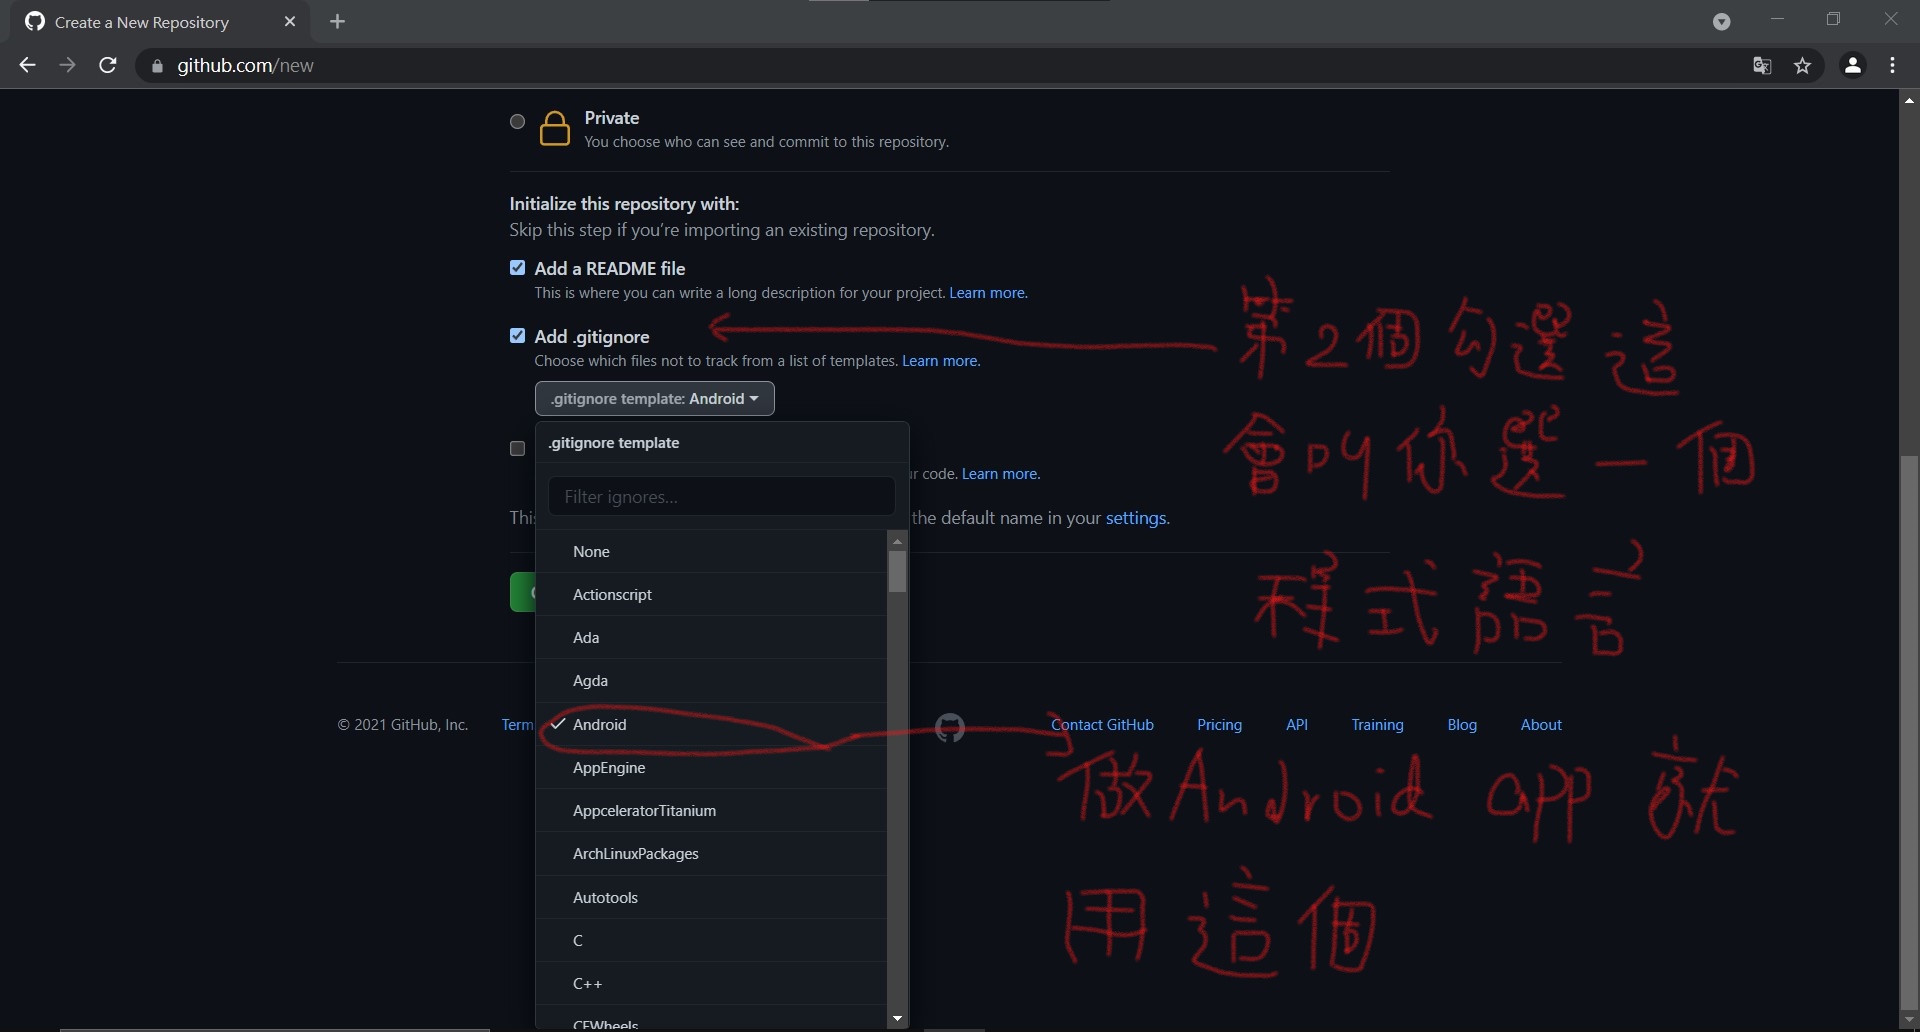 Create a New Repository
github.com/new
Private
You choose who can see and commit to this repository.
Initialize this repository with:
Skip this step if you're importing an existing repository.
Add a README file
This is where you can write a long description for your project. Learn more.
Add .gitignore
Choose which files not to track from a list of templates. Learn more.
.gitignore template: Android
.gitignore template
r code. Learn more.
Filter ignores...
This
the default name in your settings.
None
Actionscript
Ada
Agda
Android
AppEngine
AppceleratorTitanium
ArchLinuxPackages
Autotools
C
C++
CFWheels
© 2021 GitHub, Inc.
Term
Contact GitHub
Pricing
API
Training
Blog
About
第2個勾選這
會叫你選一個
程式語言
做Android app 就
用這個